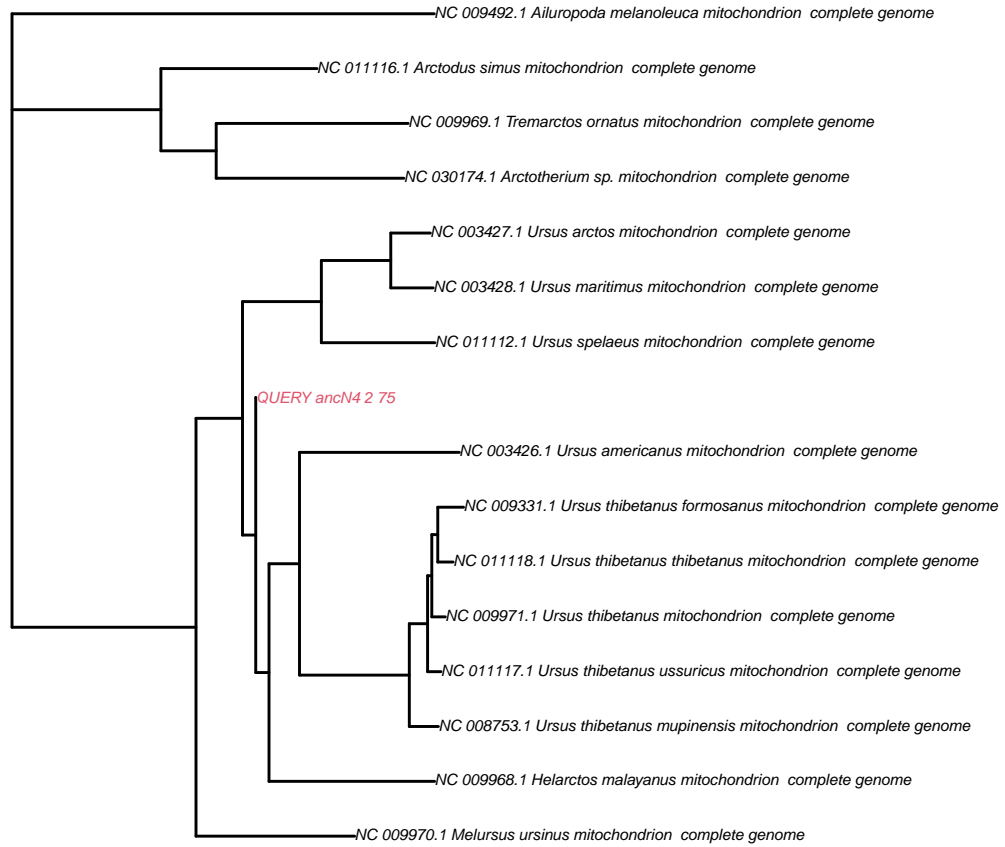 NC 009492.1 Ailuropoda melanoleuca mitochondrion complete genome
NC 011116.1 Arctodus simus mitochondrion complete genome
NC 009969.1 Tremarctos ornatus mitochondrion complete genome
NC 030174.1 Arctotherium sp. mitochondrion complete genome
NC 003427.1 Ursus arctos mitochondrion complete genome
NC 003428.1 Ursus maritimus mitochondrion complete genome
NC 011112.1 Ursus spelaeus mitochondrion complete genome
QUERY ancN4 2 75
NC 003426.1 Ursus americanus mitochondrion complete genome
NC 009331.1 Ursus thibetanus formosanus mitochondrion complete genome
NC 011118.1 Ursus thibetanus thibetanus mitochondrion complete genome
NC 009971.1 Ursus thibetanus mitochondrion complete genome
NC 011117.1 Ursus thibetanus ussuricus mitochondrion complete genome
NC 008753.1 Ursus thibetanus mupinensis mitochondrion complete genome
NC 009968.1 Helarctos malayanus mitochondrion complete genome
NC 009970.1 Melursus ursinus mitochondrion complete genome